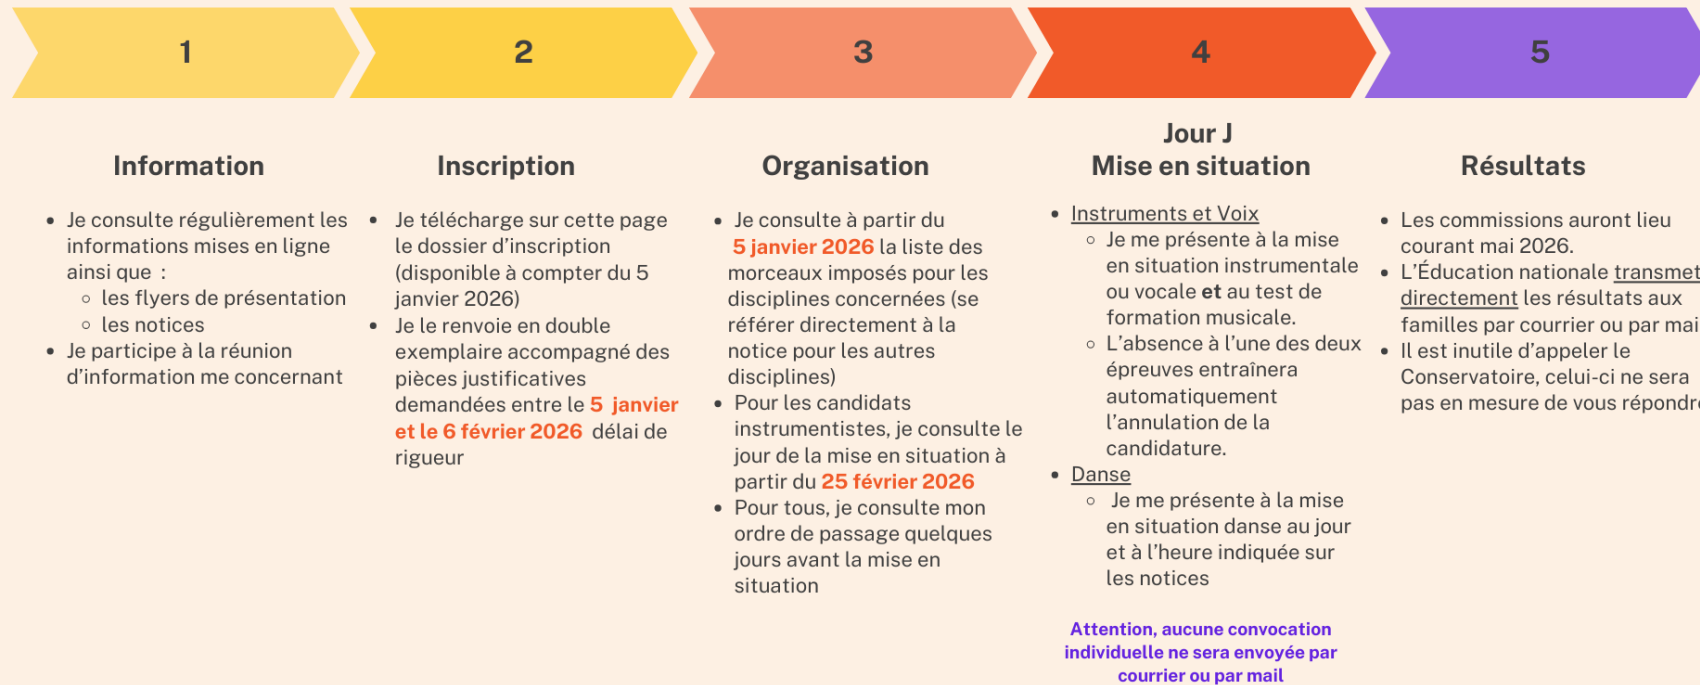 1
2
3
4
5
Information
Je consulte régulièrement les
informations mises en ligne
ainsi que :
les flyers de présentation
les notices
Je participe à la réunion
d'information me concernant
Inscription
Je télécharge sur cette page
le dossier d'inscription
(disponible à compter du 5
janvier 2026)
Je le renvoie en double
exemplaire accompagné des
pièces justificatives
demandées entre le 5 janvier
et le 6 février 2026 délai de
rigueur
Organisation
Je consulte à partir du
5 janvier 2026 la liste des
morceaux imposés pour les
disciplines concernées (se
référer directement à la
notice pour les autres
disciplines)
Pour les candidats
instrumentistes, je consulte le
jour de la mise en situation à
partir du 25 février 2026
Pour tous, je consulte mon
ordre de passage quelques
jours avant la mise en
situation
Jour J
Mise en situation
Instruments et Voix
Je me présente à la mise
en situation instrumentale
ou vocale et au test de
formation musicale.
L'absence à l'une des deux
épreuves entraînera
automatiquement
l'annulation de la
candidature.
Danse
Je me présente à la mise
en situation danse au jour
et à l'heure indiquée sur
les notices
Attention, aucune convocation
individuelle ne sera envoyée par
courrier ou par mail
Résultats
Les commissions auront lieu
courant mai 2026.
L'Éducation nationale transmet
directement les résultats aux
familles par courrier ou par mai
Il est inutile d'appeler le
Conservatoire, celui-ci ne sera
pas en mesure de vous répondre